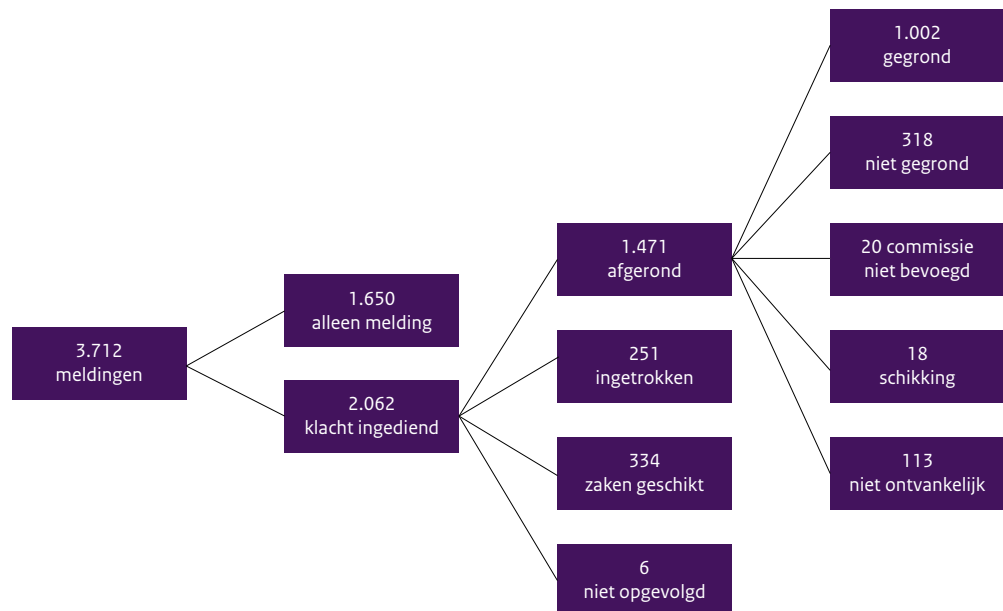 3.712
meldingen
1.650
alleen melding
2.062
klacht ingediend
1.471
afgerond
251
ingetrokken
334
zaken geschikt
6
niet opgevolgd
1.002
gegrond
318
niet gegrond
20 commissie
niet bevoegd
18
schikking
113
niet ontvankelijk